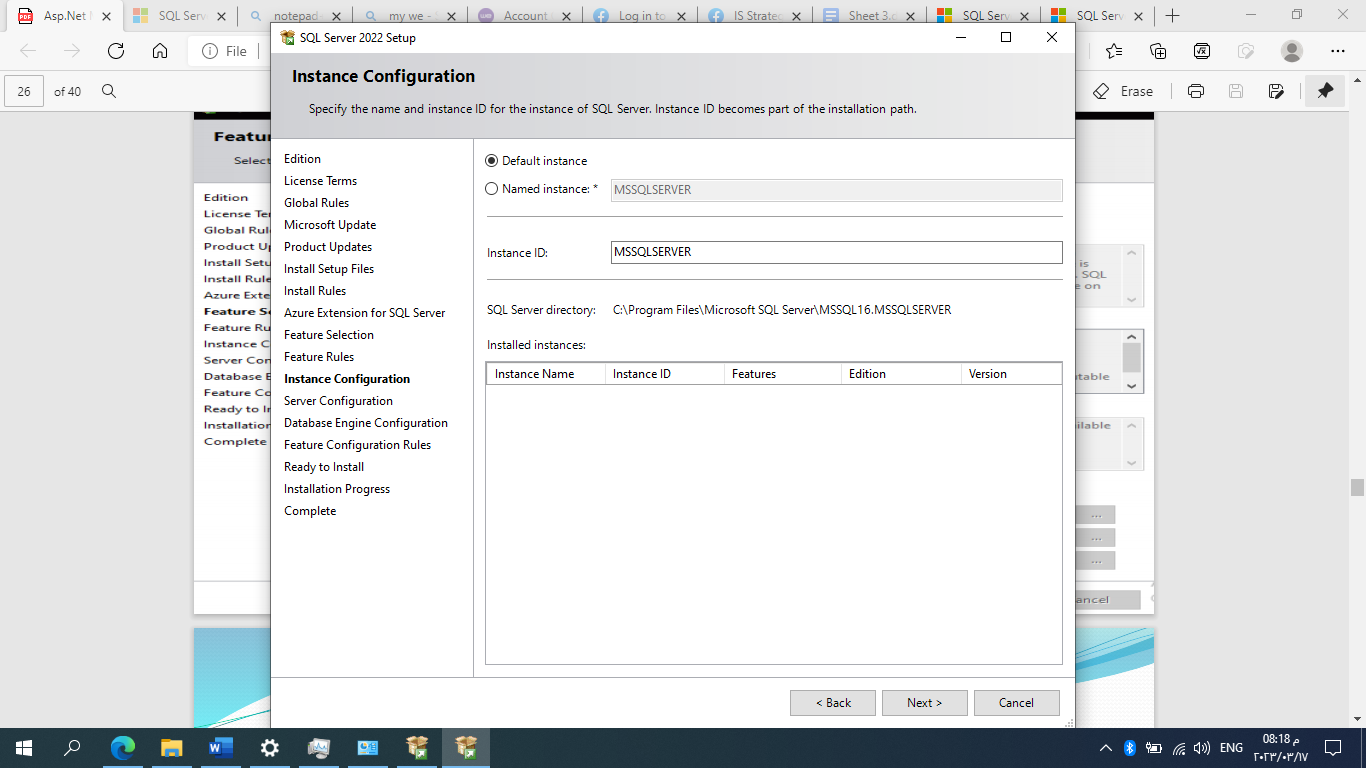 Asp.Net
SQL Serv
notepad
my we -
Account
Log in to
IS Strate
Sheet 3.d
SQL Serv
SQL Serv
File
26 of 40
Erase
SQL Server 2022 Setup
Instance Configuration
Specify the name and instance ID for the instance of SQL Server. Instance ID becomes part of the installation path.
Edition
License Terms
Global Rules
Microsoft Update
Product Updates
Install Setup Files
Install Rules
Azure Extension for SQL Server
Feature Selection
Feature Rules
Instance Configuration
Server Configuration
Database Engine Configuration
Feature Configuration Rules
Ready to Install
Installation Progress
Complete
Default instance
Named instance: * MSSQLSERVER
Instance ID: MSSQLSERVER
SQL Server directory: C:\Program Files\Microsoft SQL Server\MSSQL16.MSSQLSERVER
Installed instances:
Instance Name Instance ID Features Edition Version
< Back Next > Cancel
Featu
Select
Edition
License Te
Global Rul
Product U
Install Setu
Install Rule
Azure Exte
Feature S
Feature Ru
Instance C
Server Con
Database E
Feature Co
Ready to I
Installation
Complete
is
SQL
e on
table
ilable
...
...
...
ancel
ENG
08:18 م
٢٠٢٣/٠٣/١٧